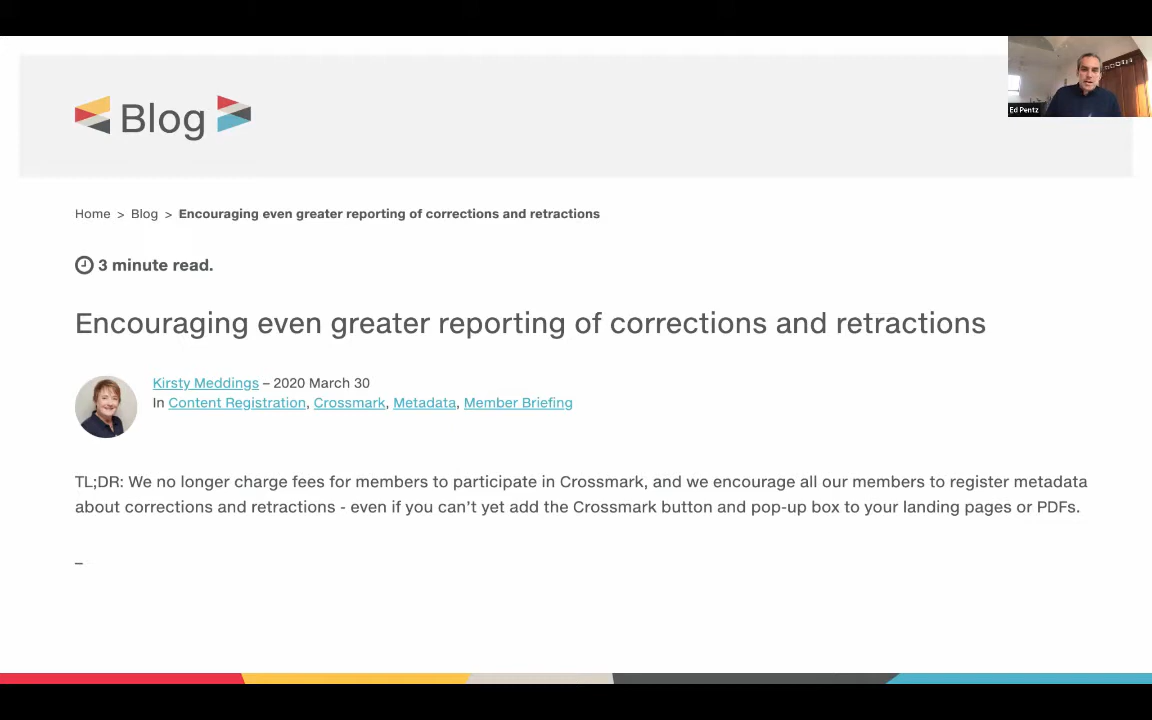 Blog
Ed Pentz
Home > Blog > Encouraging even greater reporting of corrections and retractions
3 minute read.
Encouraging even greater reporting of corrections and retractions
Kirsty Meddings – 2020 March 30
In Content Registration, Crossmark, Metadata, Member Briefing
TL;DR: We no longer charge fees for members to participate in Crossmark, and we encourage all our members to register metadata
about corrections and retractions - even if you can’t yet add the Crossmark button and pop-up box to your landing pages or PDFs.
–